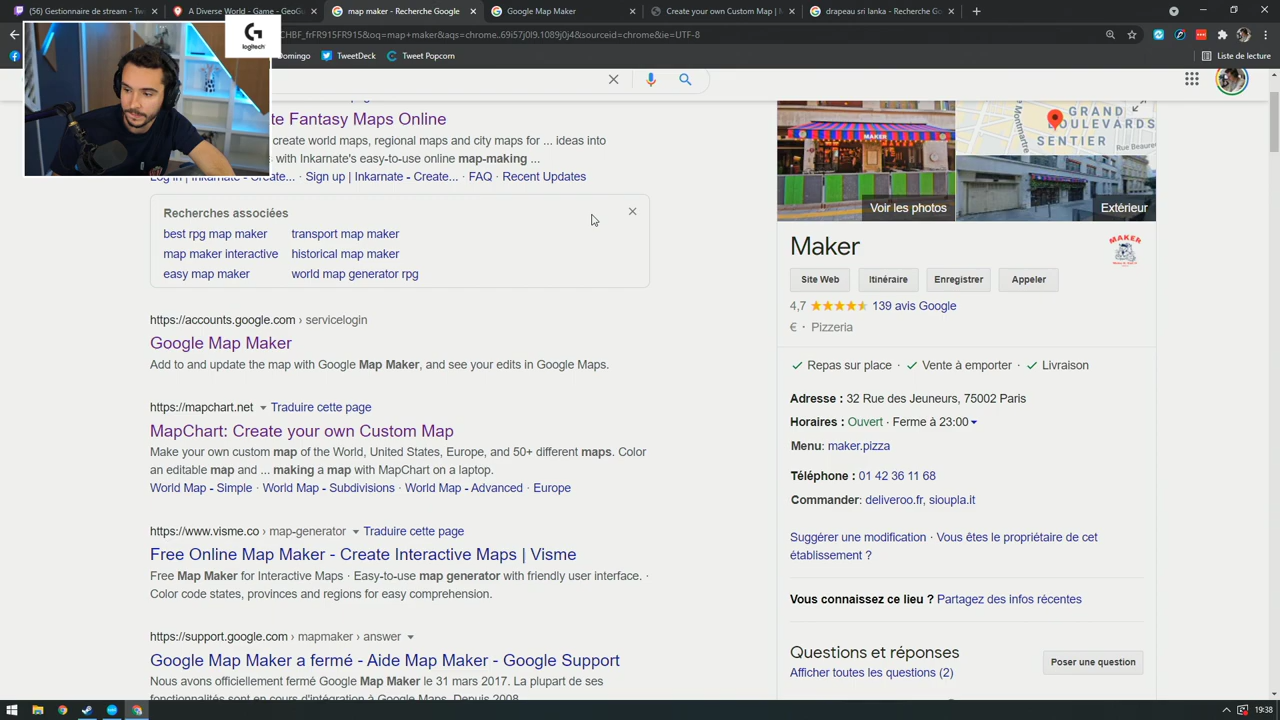 (6) Gestionnaire de stream - Tw
Google Map Maker
Create your own Custom Map |
drapeau sri lanka - Recherche Go
CHBF_frFR915FR915&oq=map+maker&aqs=chrome..69i57j0l9.1089j0j4&sourceid=chrome&ie=UTF-8
Domingo
TweetDeck
Tweet Popcorn
Liste de lecture
logitech
te Fantasy Maps Online
create world maps, regional maps and city maps for ... ideas into
with Inkarnate's easy-to-use online map-making ...
Log in | Inkarnate - Create... · Sign up | Inkarnate - Create... · FAQ · Recent Updates
Recherches associées
best rpg map maker
transport map maker
map maker interactive
historical map maker
easy map maker
world map generator rpg
https://accounts.google.com › servicelogin
Google Map Maker
Add to and update the map with Google Map Maker, and see your edits in Google Maps.
https://mapchart.net Traduire cette page
MapChart: Create your own Custom Map
Make your own custom map of the World, United States, Europe, and 50+ different maps. Color
an editable map and ... making a map with MapChart on a laptop.
World Map - Simple · World Map - Subdivisions · World Map - Advanced · Europe
https://www.visme.co › map-generator Traduire cette page
Free Online Map Maker - Create Interactive Maps | Visme
Free Map Maker for Interactive Maps · Easy-to-use map generator with friendly user interface. ·
Color code states, provinces and regions for easy comprehension.
https://support.google.com › mapmaker › answer
Google Map Maker a fermé - Aide Map Maker - Google Support
Nous avons officiellement fermé Google Map Maker le 31 mars 2017. La plupart de ses
fonctionnalités sont en cours d'intégration à Google Maps. Depuis 2008,
MAKER
GRAND
BOULEVARDS
SENTIER
Rue Beaure
Montmartre
Voir les photos
Extérieur
Maker
MAKER
Site Web
Itinéraire
Enregistrer
Appeler
4,7 139 avis Google
€ · Pizzeria
Repas sur place · Vente à emporter · Livraison
Adresse : 32 Rue des Jeuneurs, 75002 Paris
Horaires : Ouvert · Ferme à 23:00
Menu: maker.pizza
Téléphone : 01 42 36 11 68
Commander: deliveroo.fr, sioupla.it
Suggérer une modification · Vous êtes le propriétaire de cet
établissement ?
Vous connaissez ce lieu ? Partagez des infos récentes
Questions et réponses
Poser une question
Afficher toutes les questions (2)
19:38